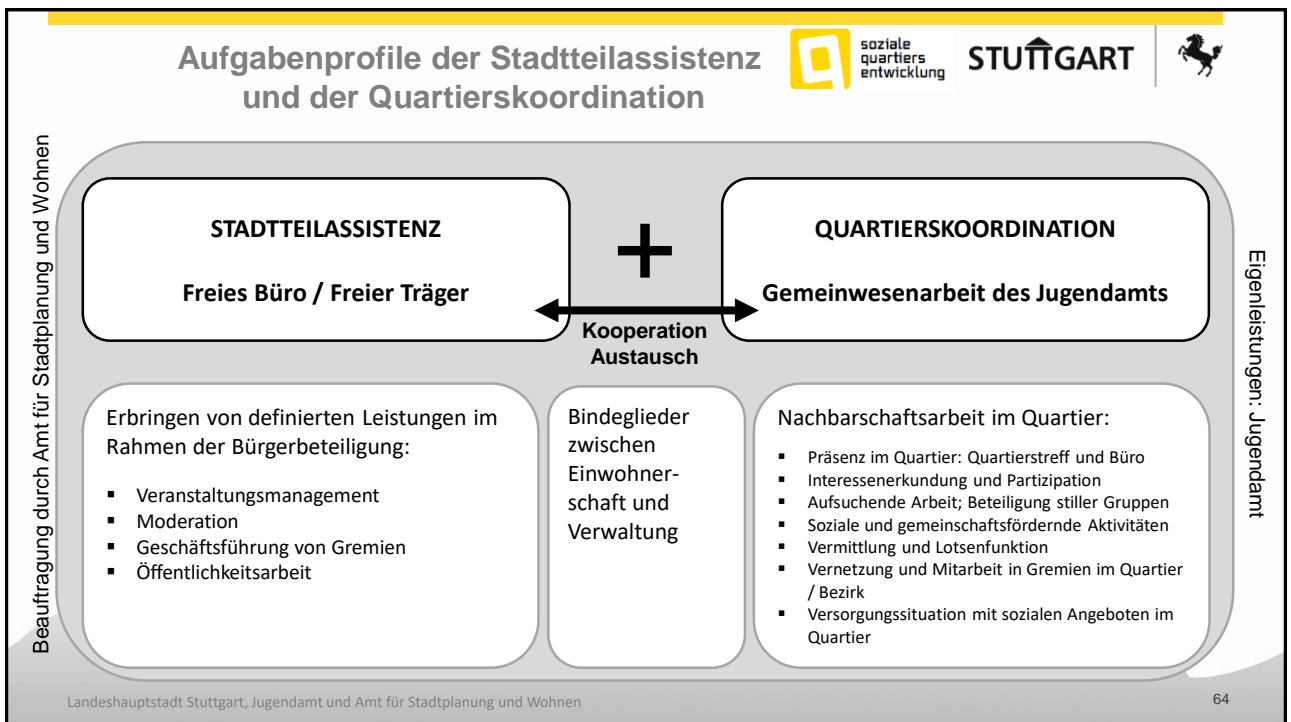 Aufgabenprofile der Stadtteilassistenz
und der Quartierskoordination
soziale
quartiers
entwicklung
STUTTGART
Beauftragung durch Amt für Stadtplanung und Wohnen
STADTTEILASSISTENZ
Freies Büro / Freier Träger
+
Kooperation
Austausch
QUARTIERSKOORDINATION
Gemeinwesenarbeit des Jugendamts
Eigenleistungen: Jugendamt
Erbringen von definierten Leistungen im
Rahmen der Bürgerbeteiligung:
▪ Veranstaltungsmanagement
▪ Moderation
▪ Geschäftsführung von Gremien
▪ Öffentlichkeitsarbeit
Bindeglieder
zwischen
Einwohner-
schaft und
Verwaltung
Nachbarschaftsarbeit im Quartier:
▪ Präsenz im Quartier: Quartierstreff und Büro
▪ Interessenerkundung und Partizipation
▪ Aufsuchende Arbeit; Beteiligung stiller Gruppen
▪ Soziale und gemeinschaftsfördernde Aktivitäten
▪ Vermittlung und Lotsenfunktion
▪ Vernetzung und Mitarbeit in Gremien im Quartier
/ Bezirk
▪ Versorgungssituation mit sozialen Angeboten im
Quartier
Landeshauptstadt Stuttgart, Jugendamt und Amt für Stadtplanung und Wohnen
64